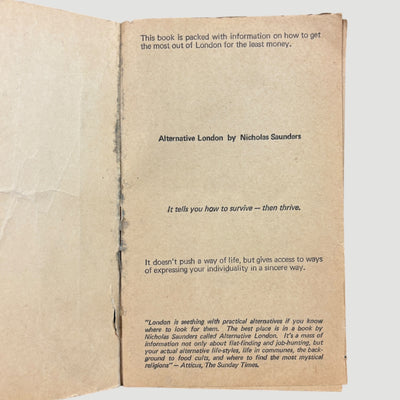 This book is packed with information on how to get
the most out of London for the least money.
Alternative London by Nicholas Saunders
It tells you how to survive — then thrive.
It doesn't push a way of life, but gives access to ways
of expressing your individuality in a sincere way.
"London is seething with practical alternatives if you know
where to look for them. The best place is in a book by
Nicholas Saunders called Alternative London. It's a mass of
information not only about flat-finding and job-hunting, but
your actual alternative life-styles, life in communes, the back-
ground to food cults, and where to find the most mystical
religions" — Atticus, The Sunday Times.